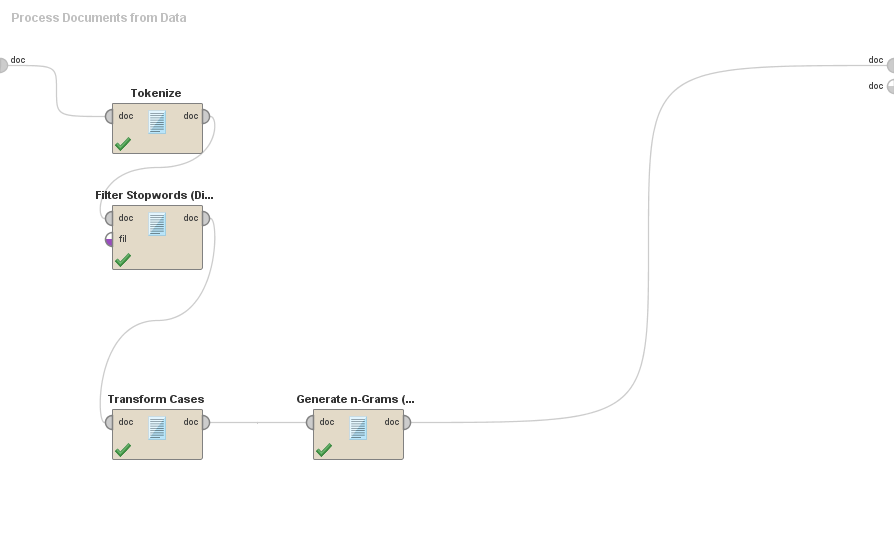 Process Documents from Data
doc
doc
doc
Tokenize
doc
doc
Filter Stopwords (Di...
doc
doc
fil
Transform Cases
doc
doc
Generate n-Grams (...
doc
doc